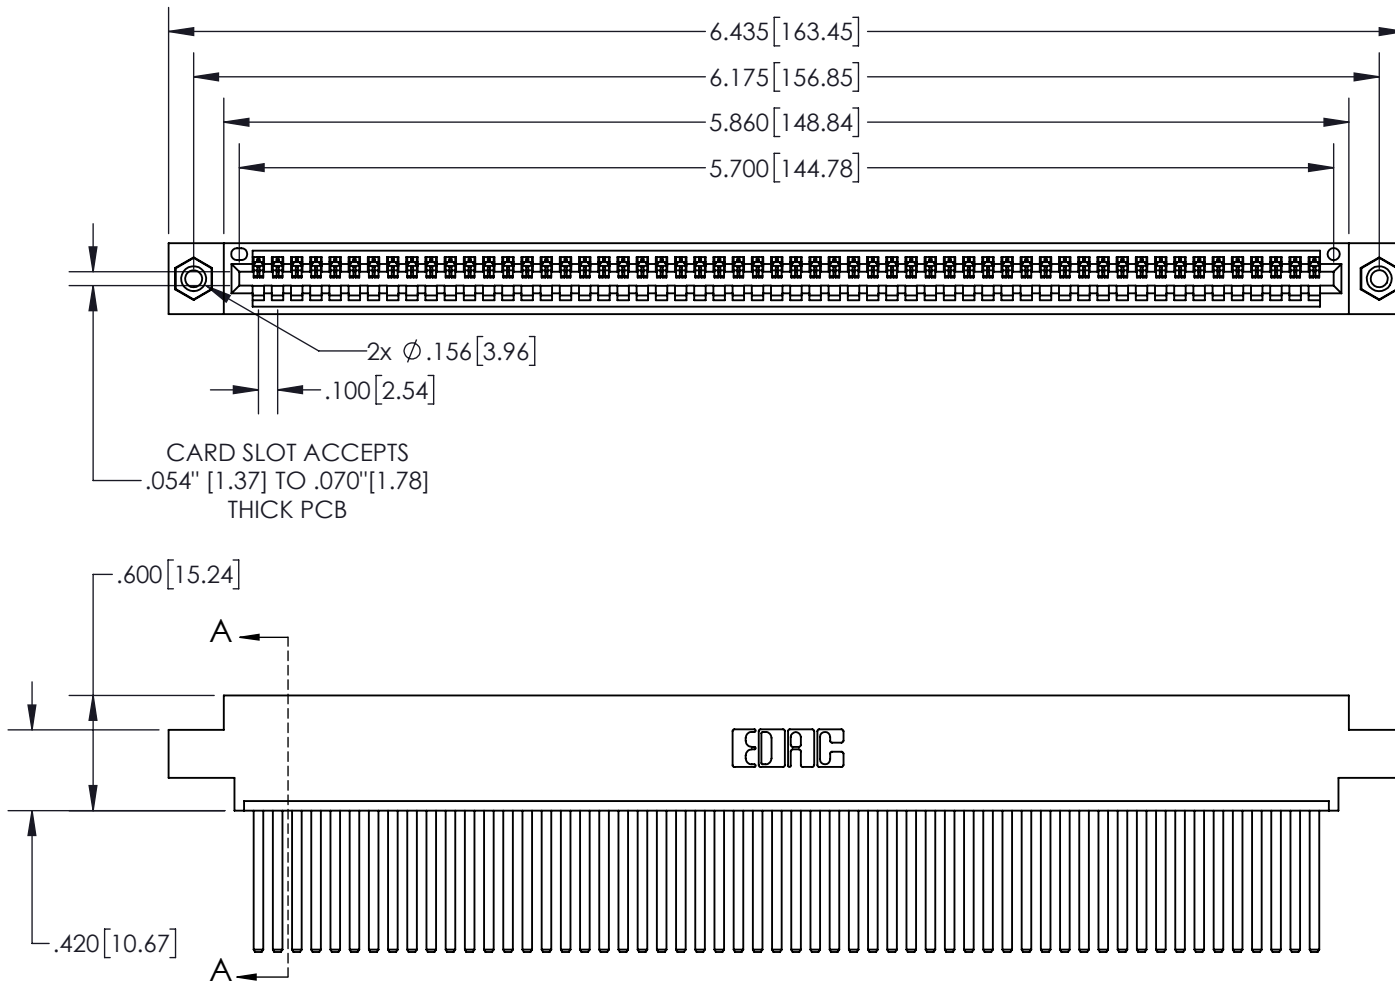 6.435[163.45]
6.175[156.85]
5.860[148.84]
5.700[144.78]
2x Ø.156[3.96]
.100[2.54]
CARD SLOT ACCEPTS
.054" [1.37] TO .070"[1.78]
THICK PCB
.600[15.24]
A
EDAC
.420[10.67]
A